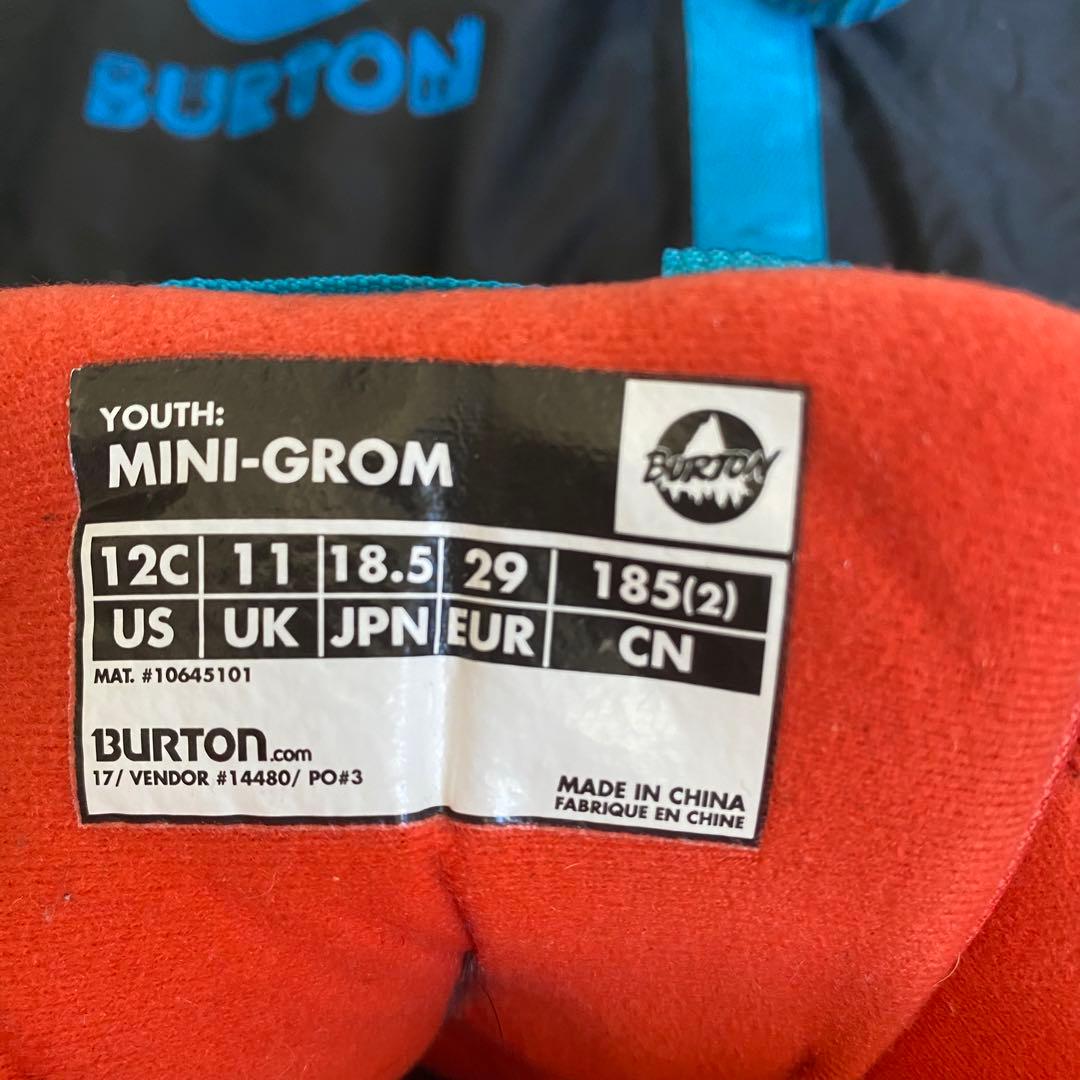 BURTON
YOUTH:
MINI-GROM
BURTON
12C 11 18.5 29 185(2)
US UK JPN EUR CN
MAT. #10645101
BURTON.com
17/ VENDOR #14480/ PO#3
MADE IN CHINA
FABRIQUE EN CHINE